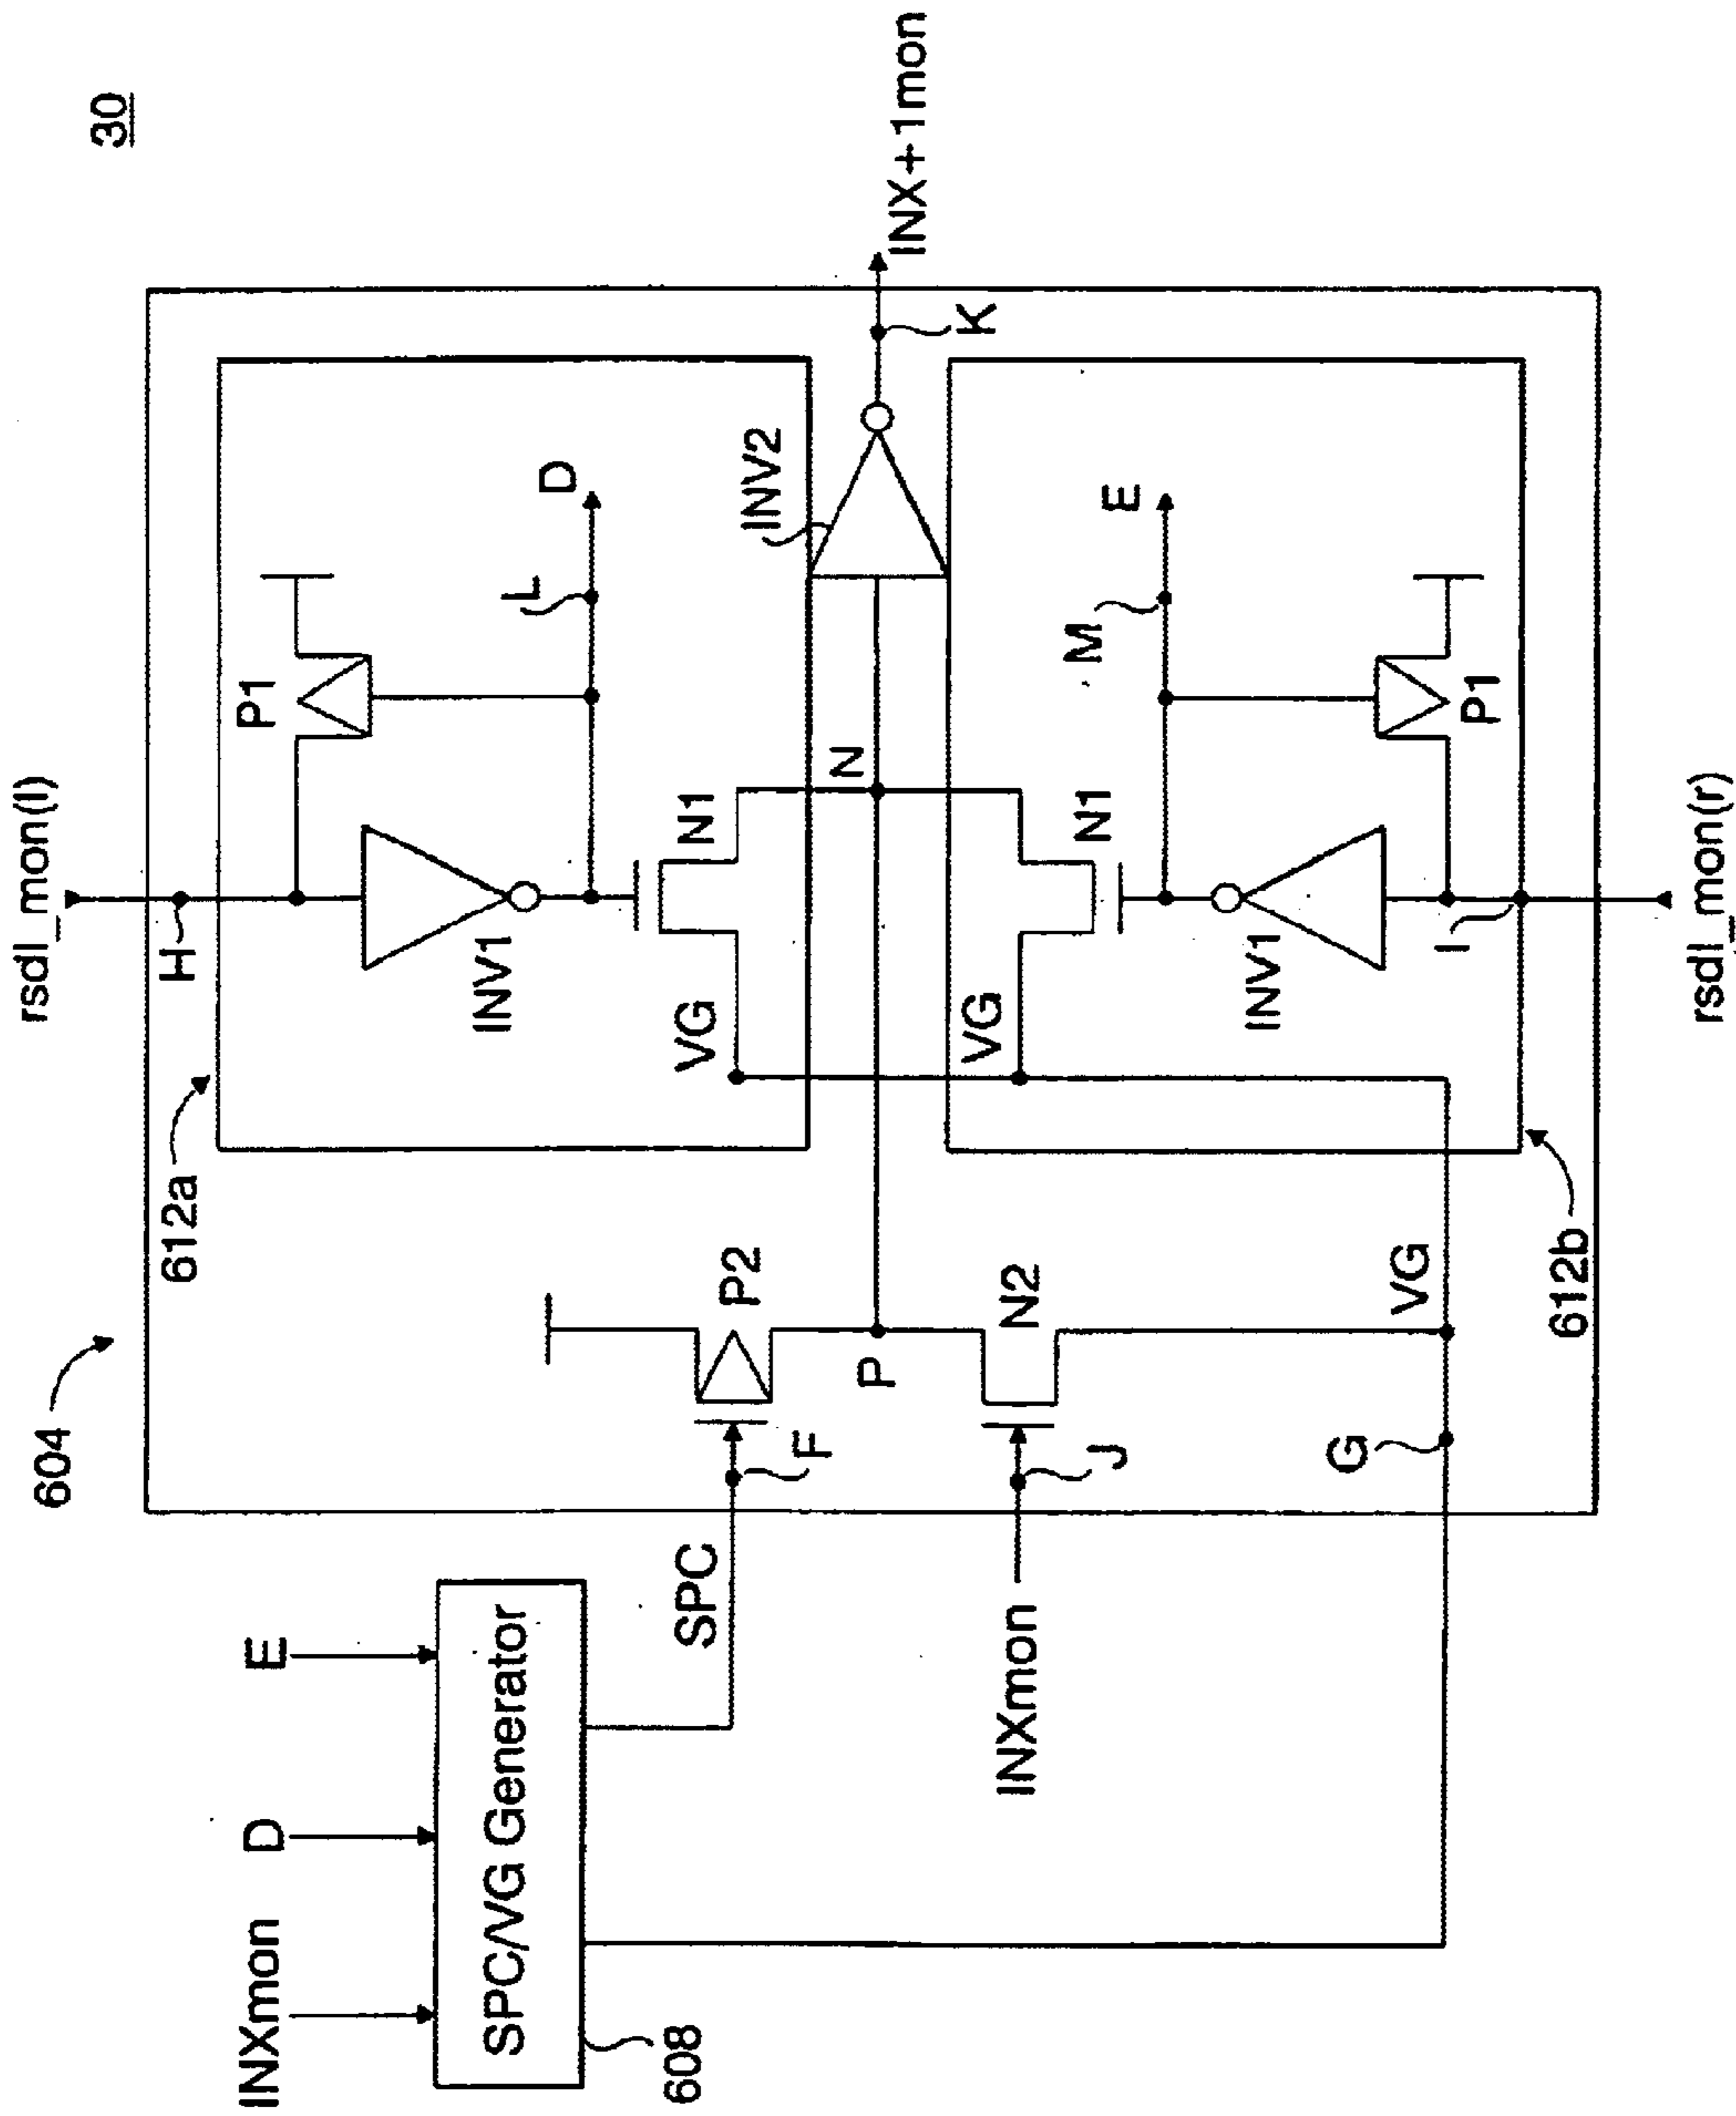 30
604
612a
rsdl_mon(l)
H
P1
INV1
L
D
N1
VG
INXmon
D
E
SPC/VG Generator
608
SPC
F
P2
P
N
INV2
K
INX+1mon
INXmon
J
N2
G
VG
VG
N1
M
E
INV1
P1
I
612b
rsdl_mon(r)